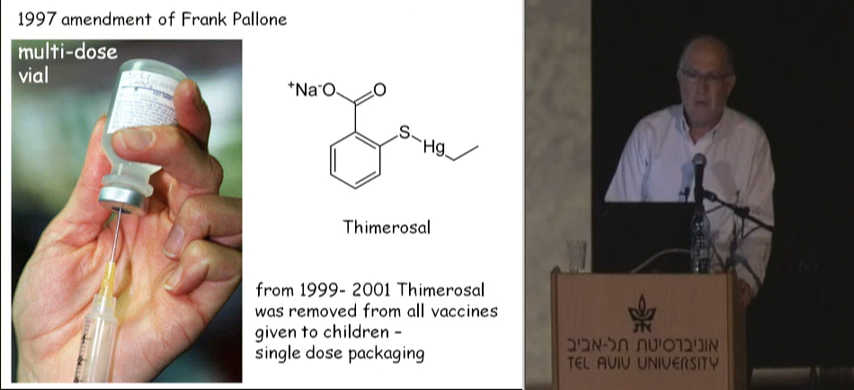 1997 amendment of Frank Pallone
multi-dose
vial
⁺Na⁻O
O
S
Hg
Thimerosal
from 1999- 2001 Thimerosal
was removed from all vaccines
given to children -
single dose packaging
אוניברסיטת תל-אביב
TEL AVIV UNIVERSITY